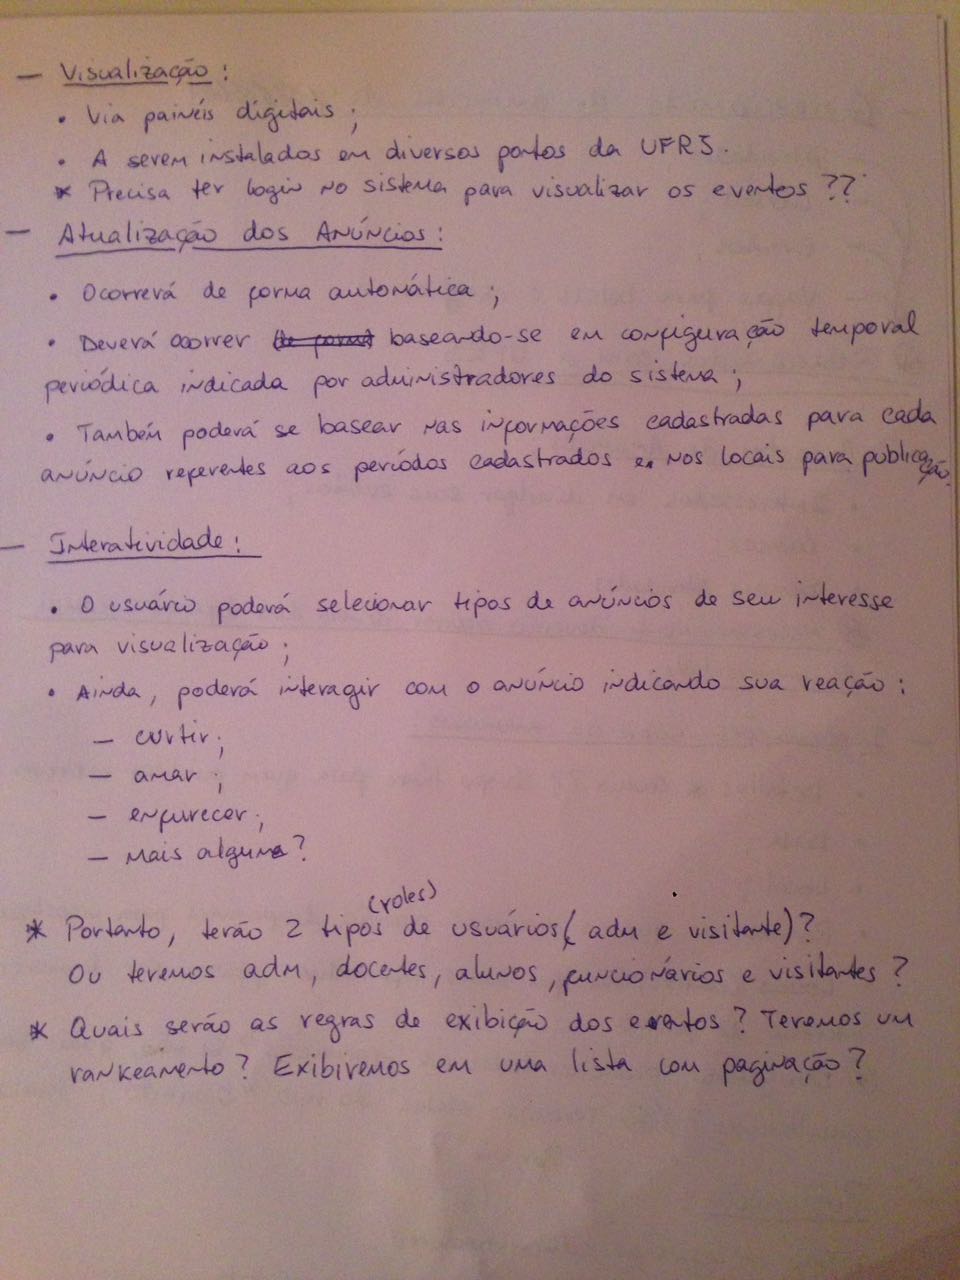 — Visualização:
• Via painéis digitais;
• A serem instalados em diversos pontos da UFRJ.
* Precisa ter login no sistema para visualizar os eventos??
— Atualização dos Anúncios:
• Ocorrerá de forma automática;
• Deverá ocorrer (de forma) baseando-se em configuração temporal
periódica indicada por administradores do sistema;
• Também poderá se basear nas informações cadastradas para cada
anúncio referentes aos períodos cadastrados e nos locais para publicação.
— Interatividade:
• O usuário poderá selecionar tipos de anúncios de seu interesse
para visualização;
• Ainda, poderá interagir com o anúncio indicando sua reação:
— curtir;
— amar;
— enfurecer;
— mais alguma?
(roles)
* Portanto, terão 2 tipos de usuários (adm e visitante)?
Ou teremos adm, docentes, alunos, funcionários e visitantes?
* Quais serão as regras de exibição dos eventos? Teremos um
rankeamento? Exibiremos em uma lista com paginação?